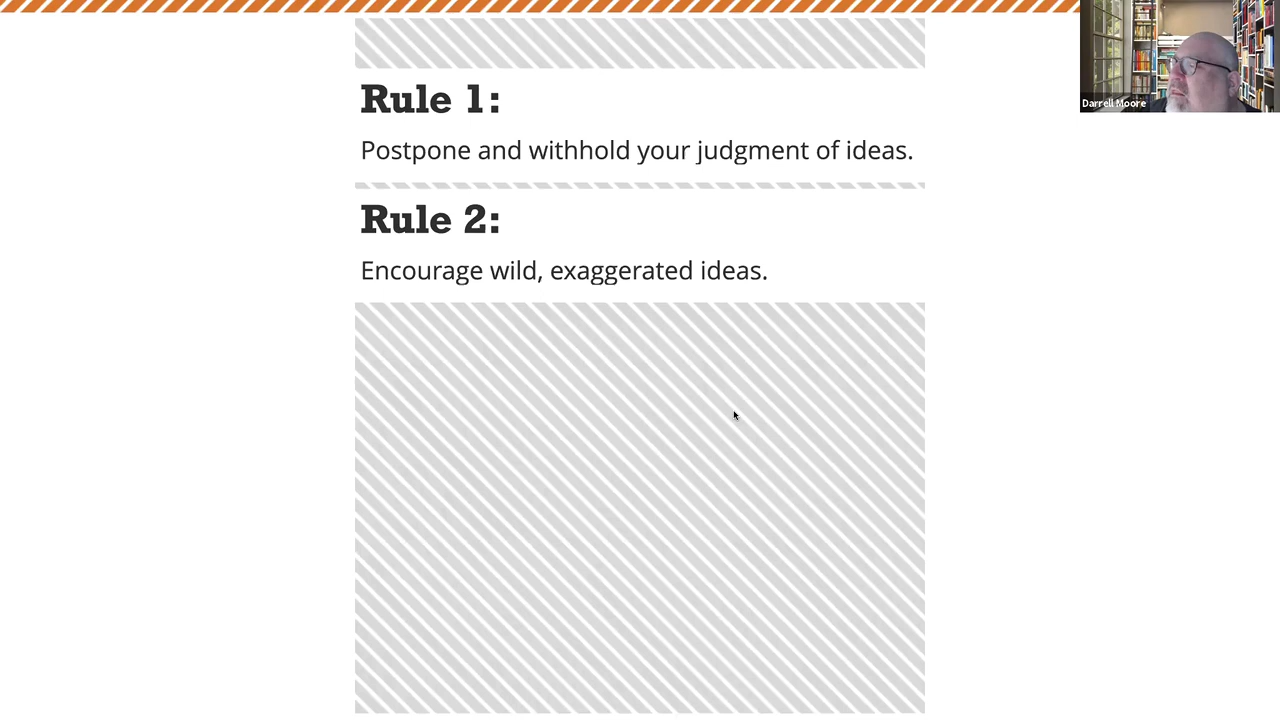 Darrell Moore
Rule 1:
Postpone and withhold your judgment of ideas.
Rule 2:
Encourage wild, exaggerated ideas.